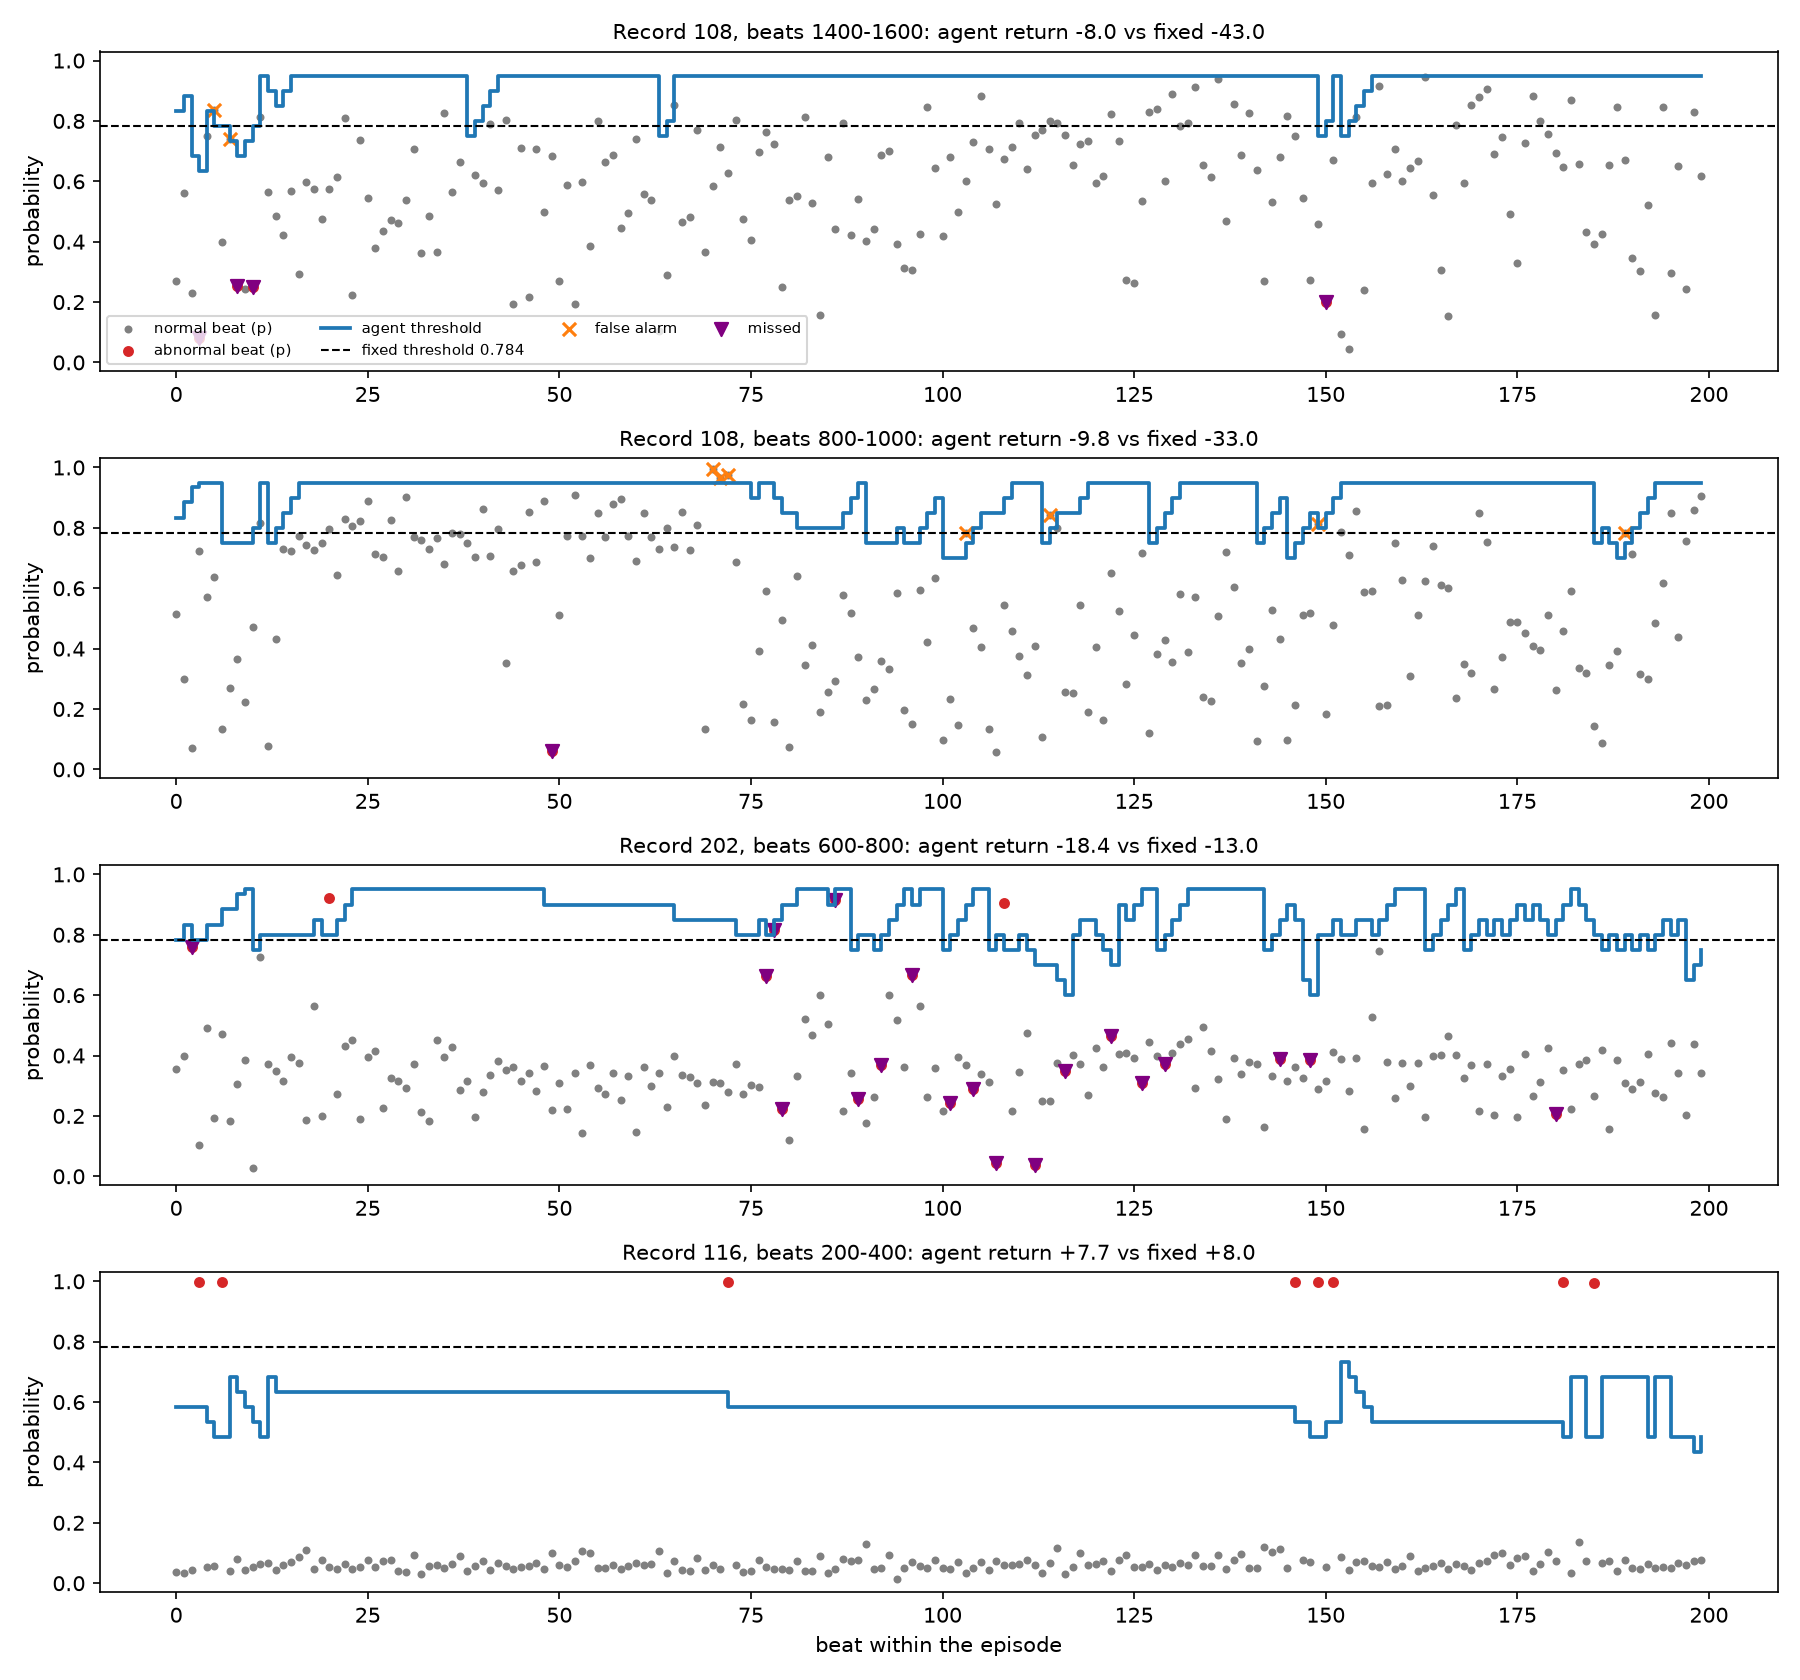 Record 108, beats 1400-1600: agent return -8.0 vs fixed -43.0
probability
1.0
0.8
0.6
0.4
0.2
0.0
normal beat (p)
abnormal beat (p)
agent threshold
fixed threshold 0.784
false alarm
missed
0 25 50 75 100 125 150 175 200
Record 108, beats 800-1000: agent return -9.8 vs fixed -33.0
probability
1.0
0.8
0.6
0.4
0.2
0.0
0 25 50 75 100 125 150 175 200
Record 202, beats 600-800: agent return -18.4 vs fixed -13.0
probability
1.0
0.8
0.6
0.4
0.2
0.0
0 25 50 75 100 125 150 175 200
Record 116, beats 200-400: agent return +7.7 vs fixed +8.0
probability
1.0
0.8
0.6
0.4
0.2
0.0
0 25 50 75 100 125 150 175 200
beat within the episode